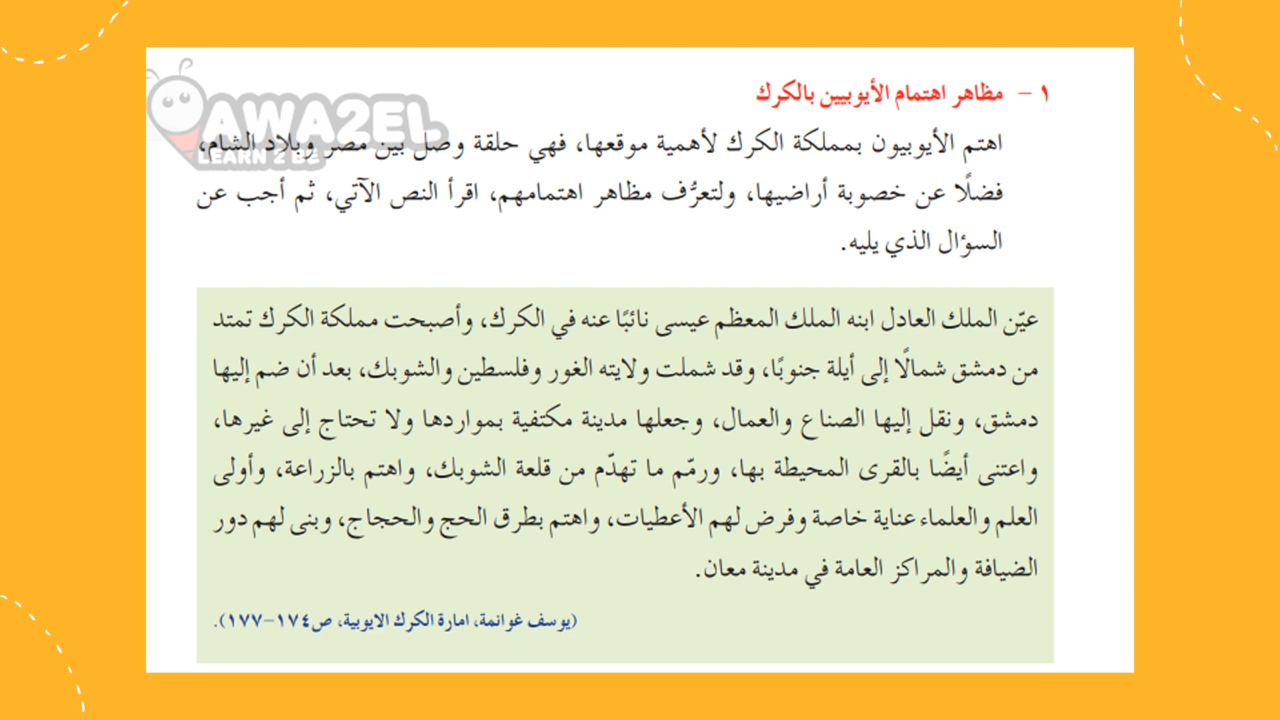 ١ - مظاهر اهتمام الأيوبيين بالكرك
AWA2EL
LEARN 2 BE
اهتم الأيوبيون بمملكة الكرك لأهمية موقعها، فهي حلقة وصل بين مصر وبلاد الشام،
فضلًا عن خصوبة أراضيها، ولتعرُّف مظاهر اهتمامهم، اقرأ النص الآتي، ثم أجب عن
السؤال الذي يليه.
عيّن الملك العادل ابنه الملك المعظم عيسى نائبًا عنه في الكرك، وأصبحت مملكة الكرك تمتد
من دمشق شمالًا إلى أيلة جنوبًا، وقد شملت ولايته الغور وفلسطين والشوبك، بعد أن ضم إليها
دمشق، ونقل إليها الصناع والعمال، وجعلها مدينة مكتفية بمواردها ولا تحتاج إلى غيرها،
واعتنى أيضًا بالقرى المحيطة بها، ورمّم ما تهدّم من قلعة الشوبك، واهتم بالزراعة، وأولى
العلم والعلماء عناية خاصة وفرض لهم الأعطيات، واهتم بطرق الحج والحجاج، وبنى لهم دور
الضيافة والمراكز العامة في مدينة معان.
(يوسف غوانمة، امارة الكرك الايوبية، ص١٧٤-١٧٧).